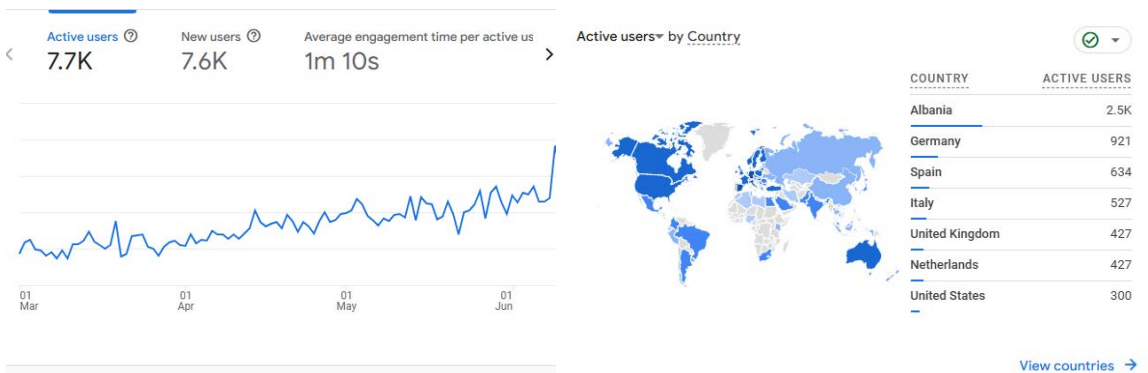 Active users
New users
Average engagement time per active us
7.7K
7.6K
1m 10s
01
Mar
01
Apr
01
May
01
Jun
Active users by Country
COUNTRY ACTIVE USERS
Albania 2.5K
Germany 921
Spain 634
Italy 527
United Kingdom 427
Netherlands 427
United States 300
View countries